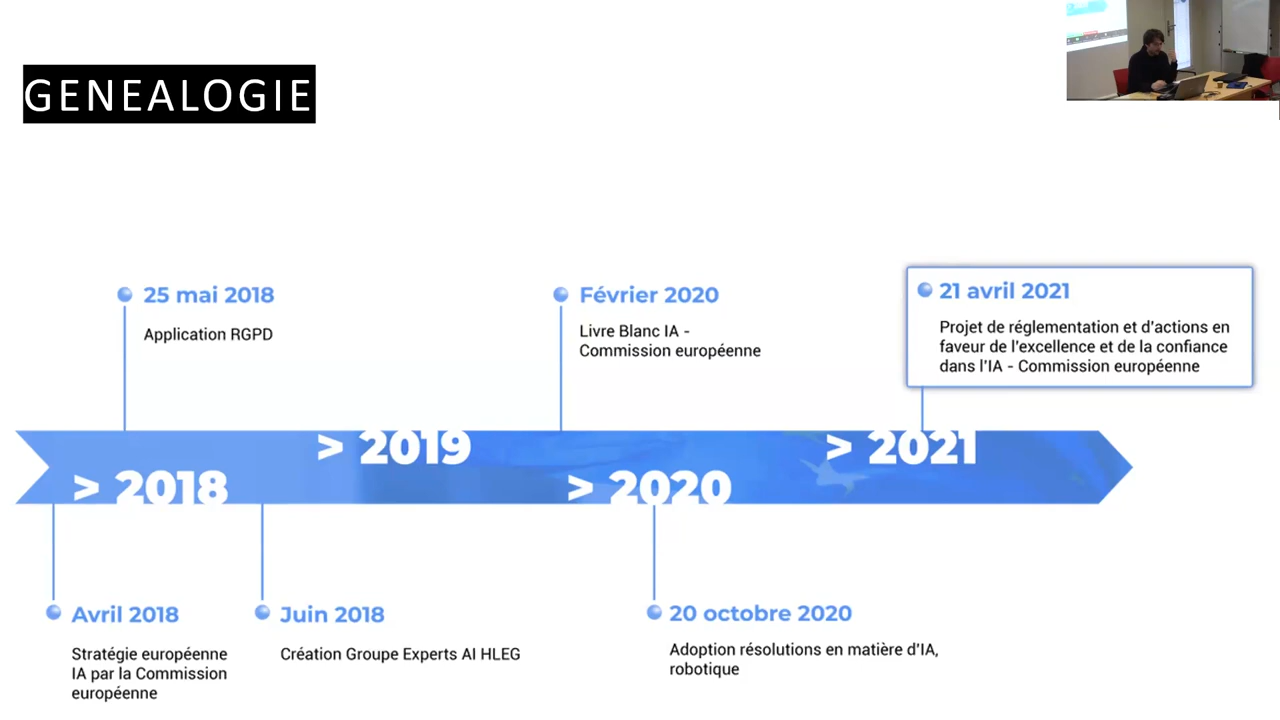 GENEALOGIE
25 mai 2018
Application RGPD
Février 2020
Livre Blanc IA -
Commission européenne
21 avril 2021
Projet de réglementation et d'actions en
faveur de l'excellence et de la confiance
dans l'IA - Commission européenne
> 2018
> 2019
> 2020
> 2021
Avril 2018
Stratégie européenne
IA par la Commission
européenne
Juin 2018
Création Groupe Experts AI HLEG
20 octobre 2020
Adoption résolutions en matière d'IA,
robotique